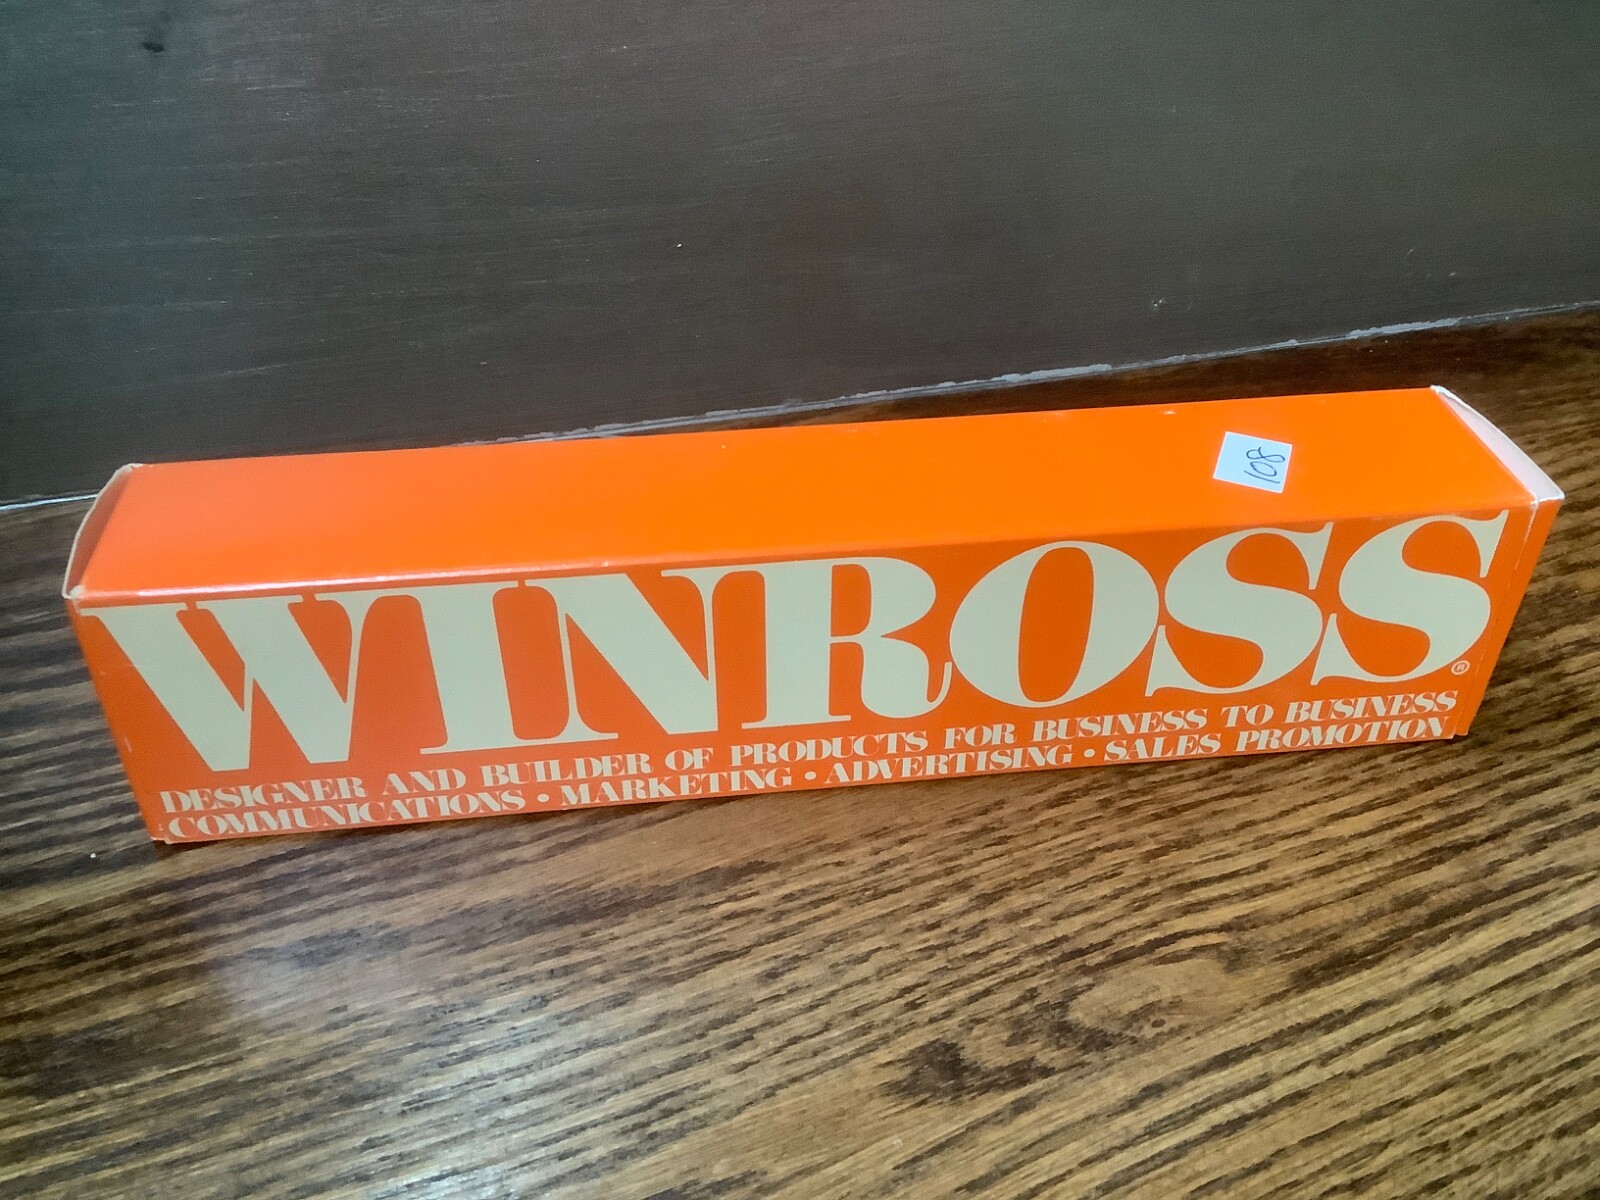 108
WINROSS®
DESIGNER AND BUILDER OF PRODUCTS FOR BUSINESS TO BUSINESS
COMMUNICATIONS • MARKETING • ADVERTISING • SALES PROMOTION